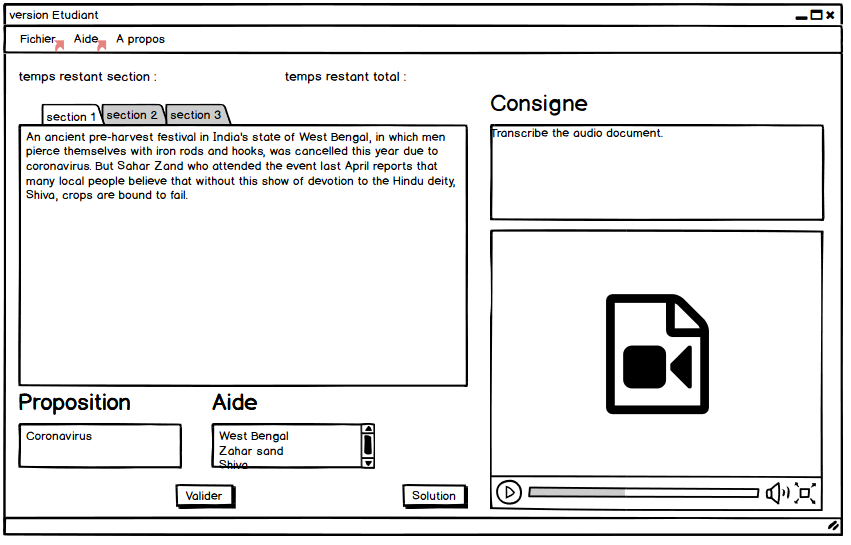 version Etudiant
Fichier Aide A propos
temps restant section :
temps restant total :
section 1 section 2 section 3
An ancient pre-harvest festival in India's state of West Bengal, in which men
pierce themselves with iron rods and hooks, was cancelled this year due to
coronavirus. But Sahar Zand who attended the event last April reports that
many local people believe that without this show of devotion to the Hindu deity,
Shiva, crops are bound to fail.
Consigne
Transcribe the audio document.
Proposition
Coronavirus
Aide
West Bengal
Zahar sand
Shiva
Valider
Solution